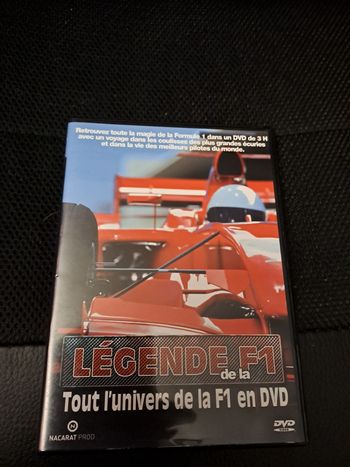 Retrouvez toute la magie de la Formule 1 dans un DVD de 3 H
avec un voyage dans les coulisses des plus grandes écuries
et dans la vie des meilleurs pilotes du monde.
LÉGENDE de la F1
Tout l'univers de la F1 en DVD
NACARAT PROD
DVD
VIDEO